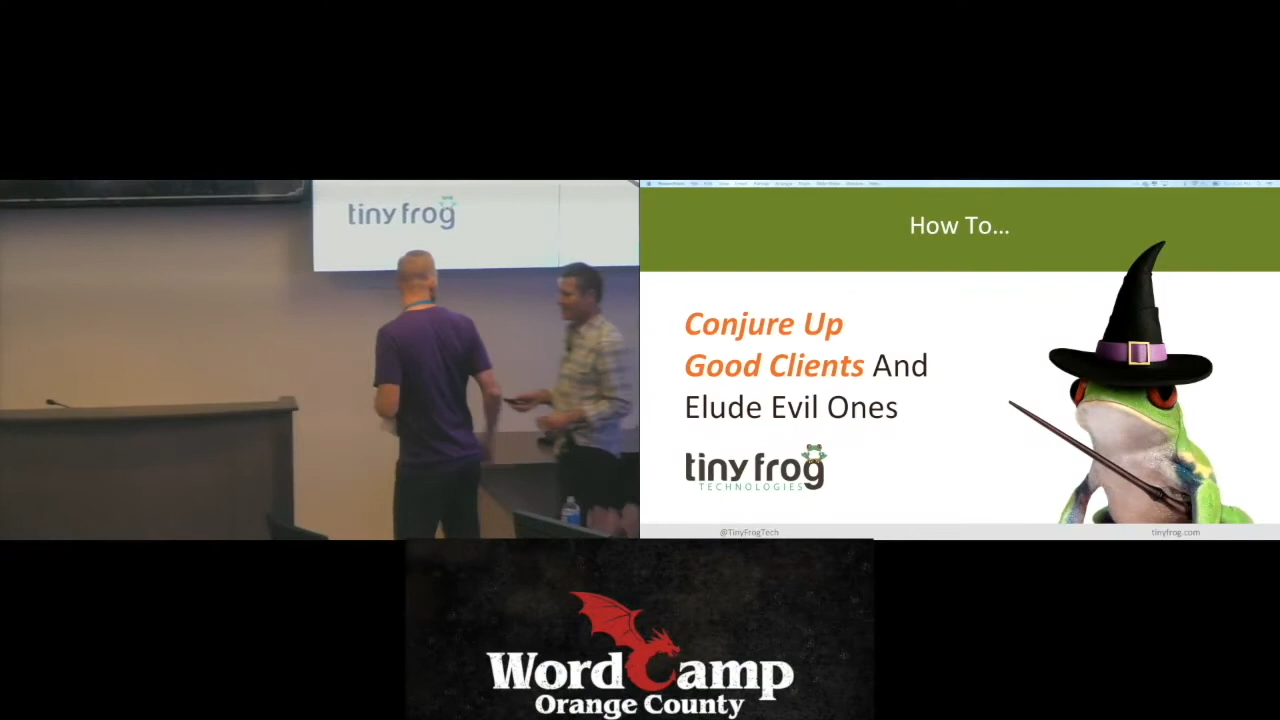 tiny frog
How To...
Conjure Up
Good Clients And
Elude Evil Ones
tiny frog
TECHNOLOGIES
@TinyFrogTech
tinyfrog.com
WordCamp
Orange County